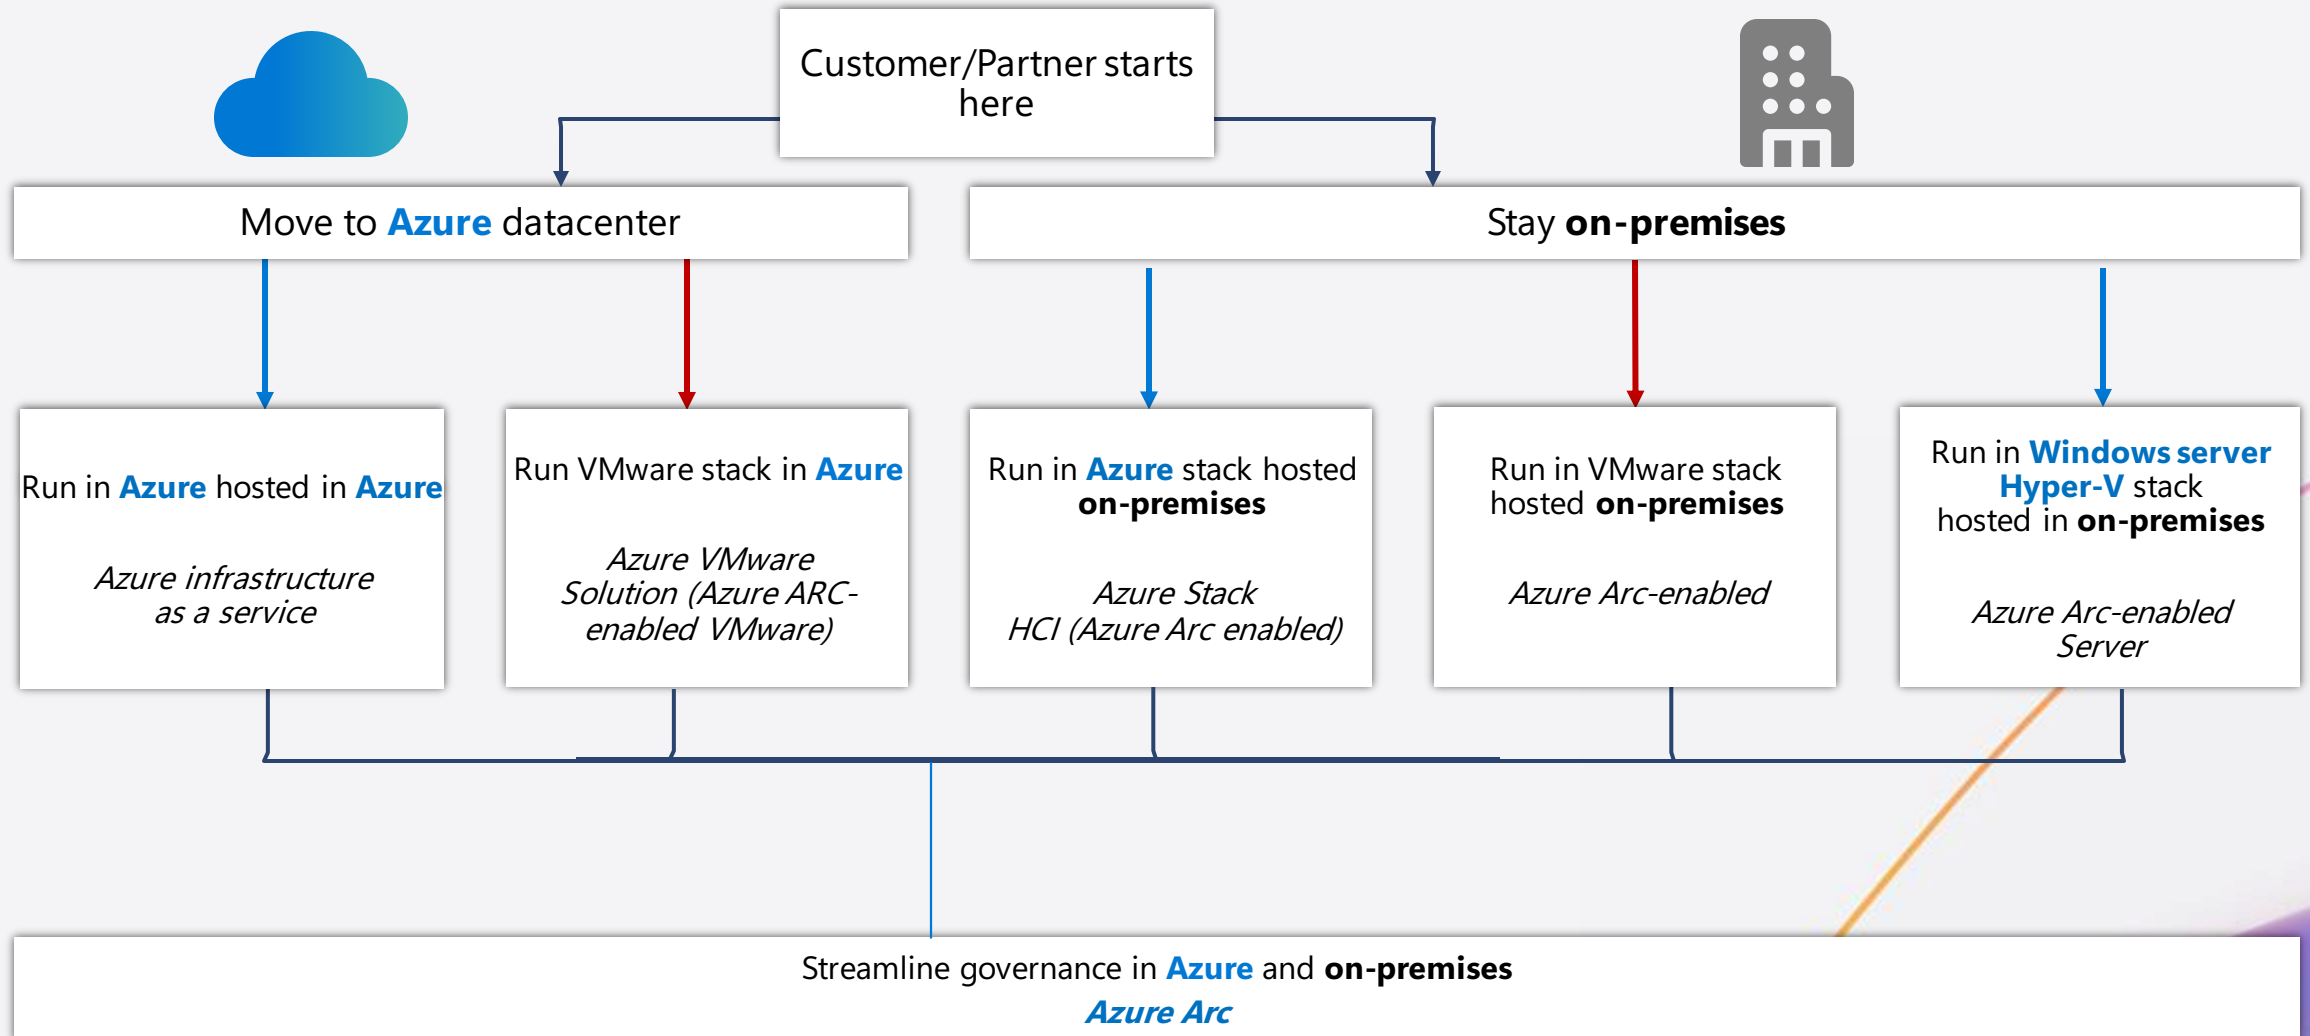 Customer/Partner starts
here
Move to Azure datacenter
Stay on-premises
Run in Azure hosted in Azure
Azure infrastructure
as a service
Run VMware stack in Azure
Azure VMware
Solution (Azure ARC-
enabled VMware)
Run in Azure stack hosted
on-premises
Azure Stack
HCI (Azure Arc enabled)
Run in VMware stack
hosted on-premises
Azure Arc-enabled
Run in Windows server
Hyper-V stack
hosted in on-premises
Azure Arc-enabled
Server
Streamline governance in Azure and on-premises
Azure Arc